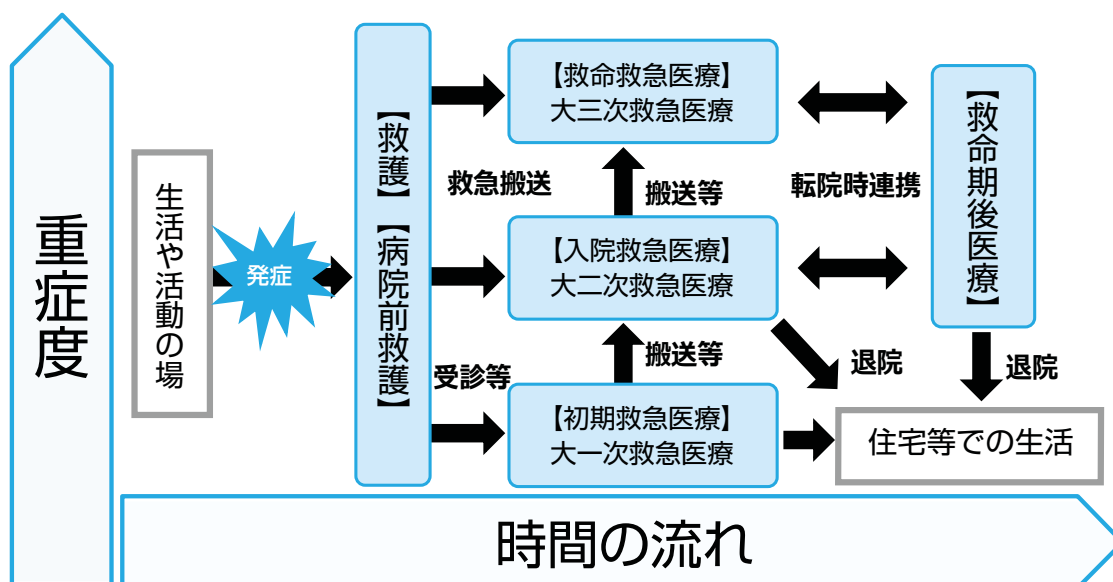 重症度
生活や活動の場
発症
【救護】【病院前救護】
救急搬送
受診等
【救命救急医療】
大三次救急医療
搬送等
【入院救急医療】
大二次救急医療
搬送等
【初期救急医療】
大一次救急医療
転院時連携
【救命期後医療】
退院
退院
住宅等での生活
時間の流れ